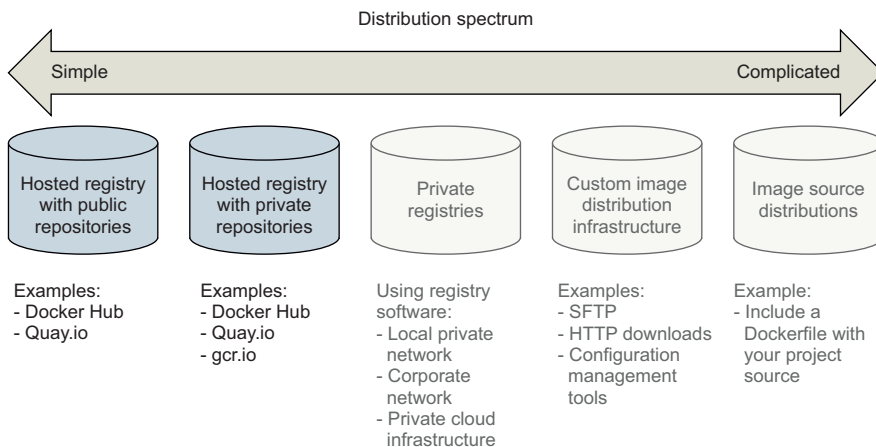 Distribution spectrum
Simple
Complicated
Hosted registry
with public
repositories
Hosted registry
with private
repositories
Private
registries
Custom image
distribution
infrastructure
Image source
distributions
Examples:
- Docker Hub
- Quay.io
Examples:
- Docker Hub
- Quay.io
- gcr.io
Using registry
software:
- Local private
network
- Corporate
network
- Private cloud
infrastructure
Examples:
- SFTP
- HTTP downloads
- Configuration
management
tools
Example:
- Include a
Dockerfile with
your project
source